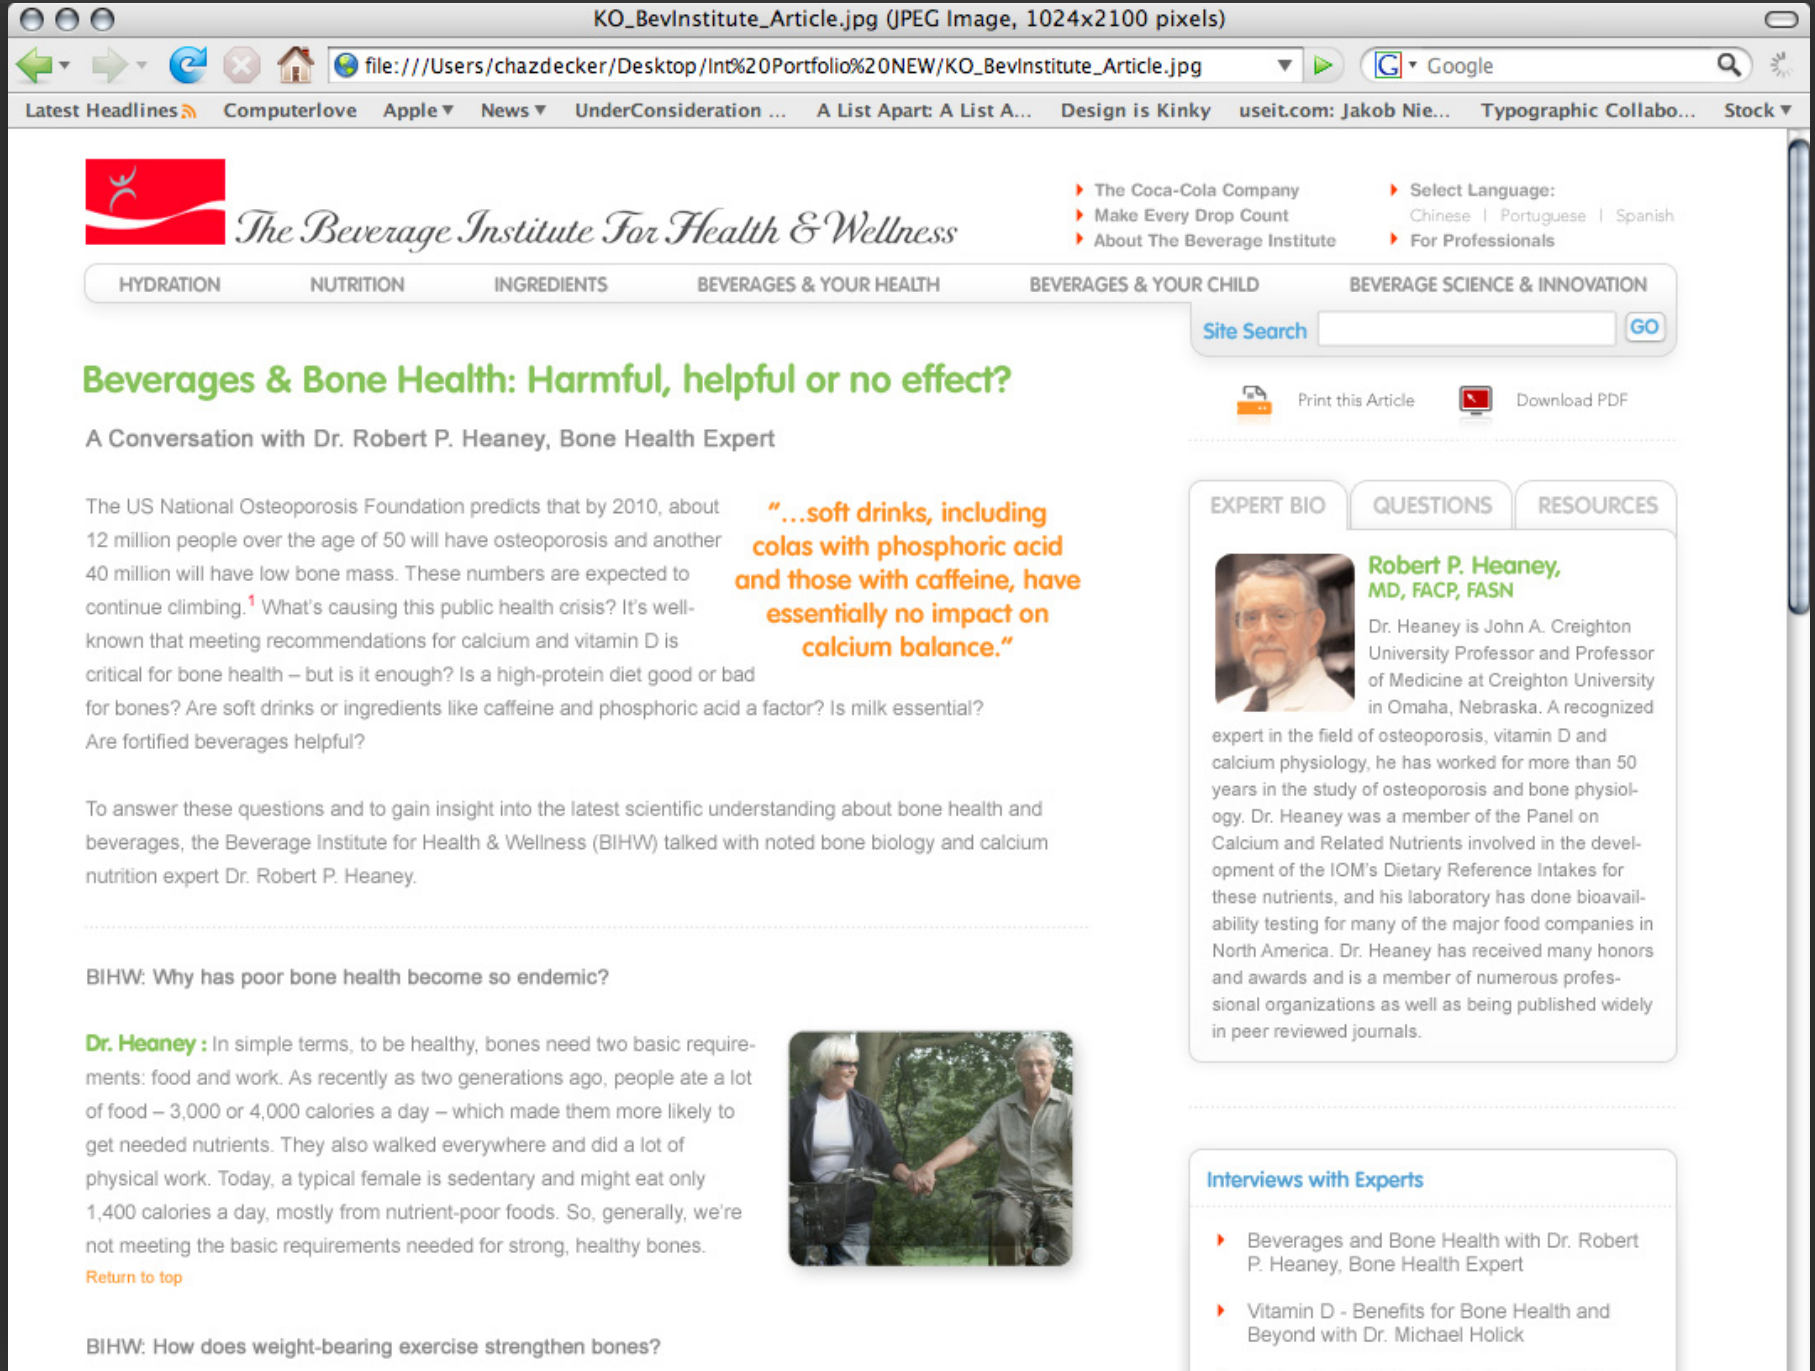 KO_BevInstitute_Article.jpg (JPEG Image, 1024x2100 pixels)
file:///Users/chazdecker/Desktop/Int%20Portfolio%20NEW/KO_BevInstitute_Article.jpg
Google
Latest Headlines Computerlove Apple News UnderConsideration ... A List Apart: A List A... Design is Kinky useit.com: Jakob Nie... Typographic Collabo... Stock
The Beverage Institute For Health & Wellness
The Coca-Cola Company
Make Every Drop Count
About The Beverage Institute
Select Language:
Chinese | Portuguese | Spanish
For Professionals
HYDRATION NUTRITION INGREDIENTS BEVERAGES & YOUR HEALTH BEVERAGES & YOUR CHILD BEVERAGE SCIENCE & INNOVATION
Site Search GO
Print this Article Download PDF
Beverages & Bone Health: Harmful, helpful or no effect?
A Conversation with Dr. Robert P. Heaney, Bone Health Expert
The US National Osteoporosis Foundation predicts that by 2010, about
12 million people over the age of 50 will have osteoporosis and another
40 million will have low bone mass. These numbers are expected to
continue climbing.1 What's causing this public health crisis? It's well-
known that meeting recommendations for calcium and vitamin D is
critical for bone health – but is it enough? Is a high-protein diet good or bad
for bones? Are soft drinks or ingredients like caffeine and phosphoric acid a factor? Is milk essential?
Are fortified beverages helpful?
"...soft drinks, including
colas with phosphoric acid
and those with caffeine, have
essentially no impact on
calcium balance."
To answer these questions and to gain insight into the latest scientific understanding about bone health and
beverages, the Beverage Institute for Health & Wellness (BIHW) talked with noted bone biology and calcium
nutrition expert Dr. Robert P. Heaney.
BIHW: Why has poor bone health become so endemic?
Dr. Heaney : In simple terms, to be healthy, bones need two basic require-
ments: food and work. As recently as two generations ago, people ate a lot
of food – 3,000 or 4,000 calories a day – which made them more likely to
get needed nutrients. They also walked everywhere and did a lot of
physical work. Today, a typical female is sedentary and might eat only
1,400 calories a day, mostly from nutrient-poor foods. So, generally, we're
not meeting the basic requirements needed for strong, healthy bones.
Return to top
BIHW: How does weight-bearing exercise strengthen bones?
EXPERT BIO QUESTIONS RESOURCES
Robert P. Heaney,
MD, FACP, FASN
Dr. Heaney is John A. Creighton
University Professor and Professor
of Medicine at Creighton University
in Omaha, Nebraska. A recognized
expert in the field of osteoporosis, vitamin D and
calcium physiology, he has worked for more than 50
years in the study of osteoporosis and bone physiol-
ogy. Dr. Heaney was a member of the Panel on
Calcium and Related Nutrients involved in the devel-
opment of the IOM's Dietary Reference Intakes for
these nutrients, and his laboratory has done bioavail-
ability testing for many of the major food companies in
North America. Dr. Heaney has received many honors
and awards and is a member of numerous profes-
sional organizations as well as being published widely
in peer reviewed journals.
Interviews with Experts
Beverages and Bone Health with Dr. Robert
P. Heaney, Bone Health Expert
Vitamin D - Benefits for Bone Health and
Beyond with Dr. Michael Holick